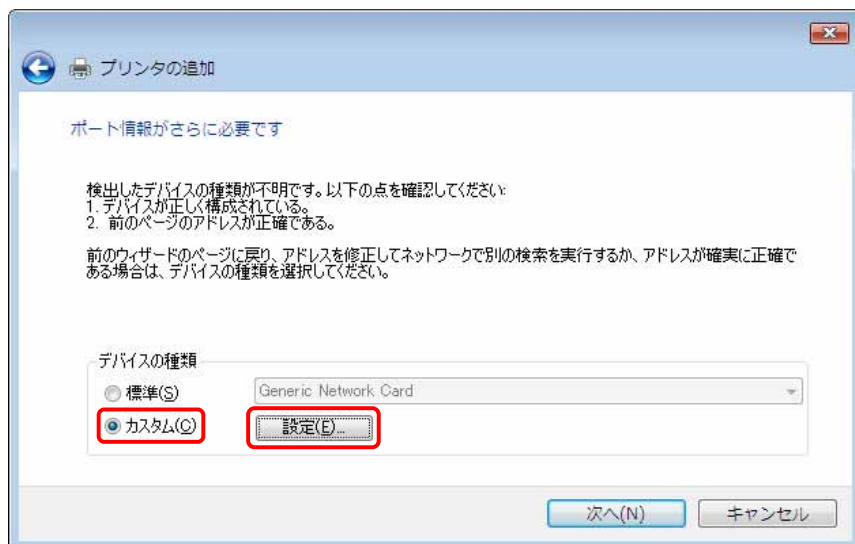 プリンタの追加
ポート情報がさらに必要です
検出したデバイスの種類が不明です。以下の点を確認してください:
1. デバイスが正しく構成されている。
2. 前のページのアドレスが正確である。
前のウィザードのページに戻り、アドレスを修正してネットワークで別の検索を実行するか、アドレスが確実に正確で
ある場合は、デバイスの種類を選択してください。
デバイスの種類
標準(S)
Generic Network Card
カスタム(C)
設定(E)...
次へ(N)
キャンセル